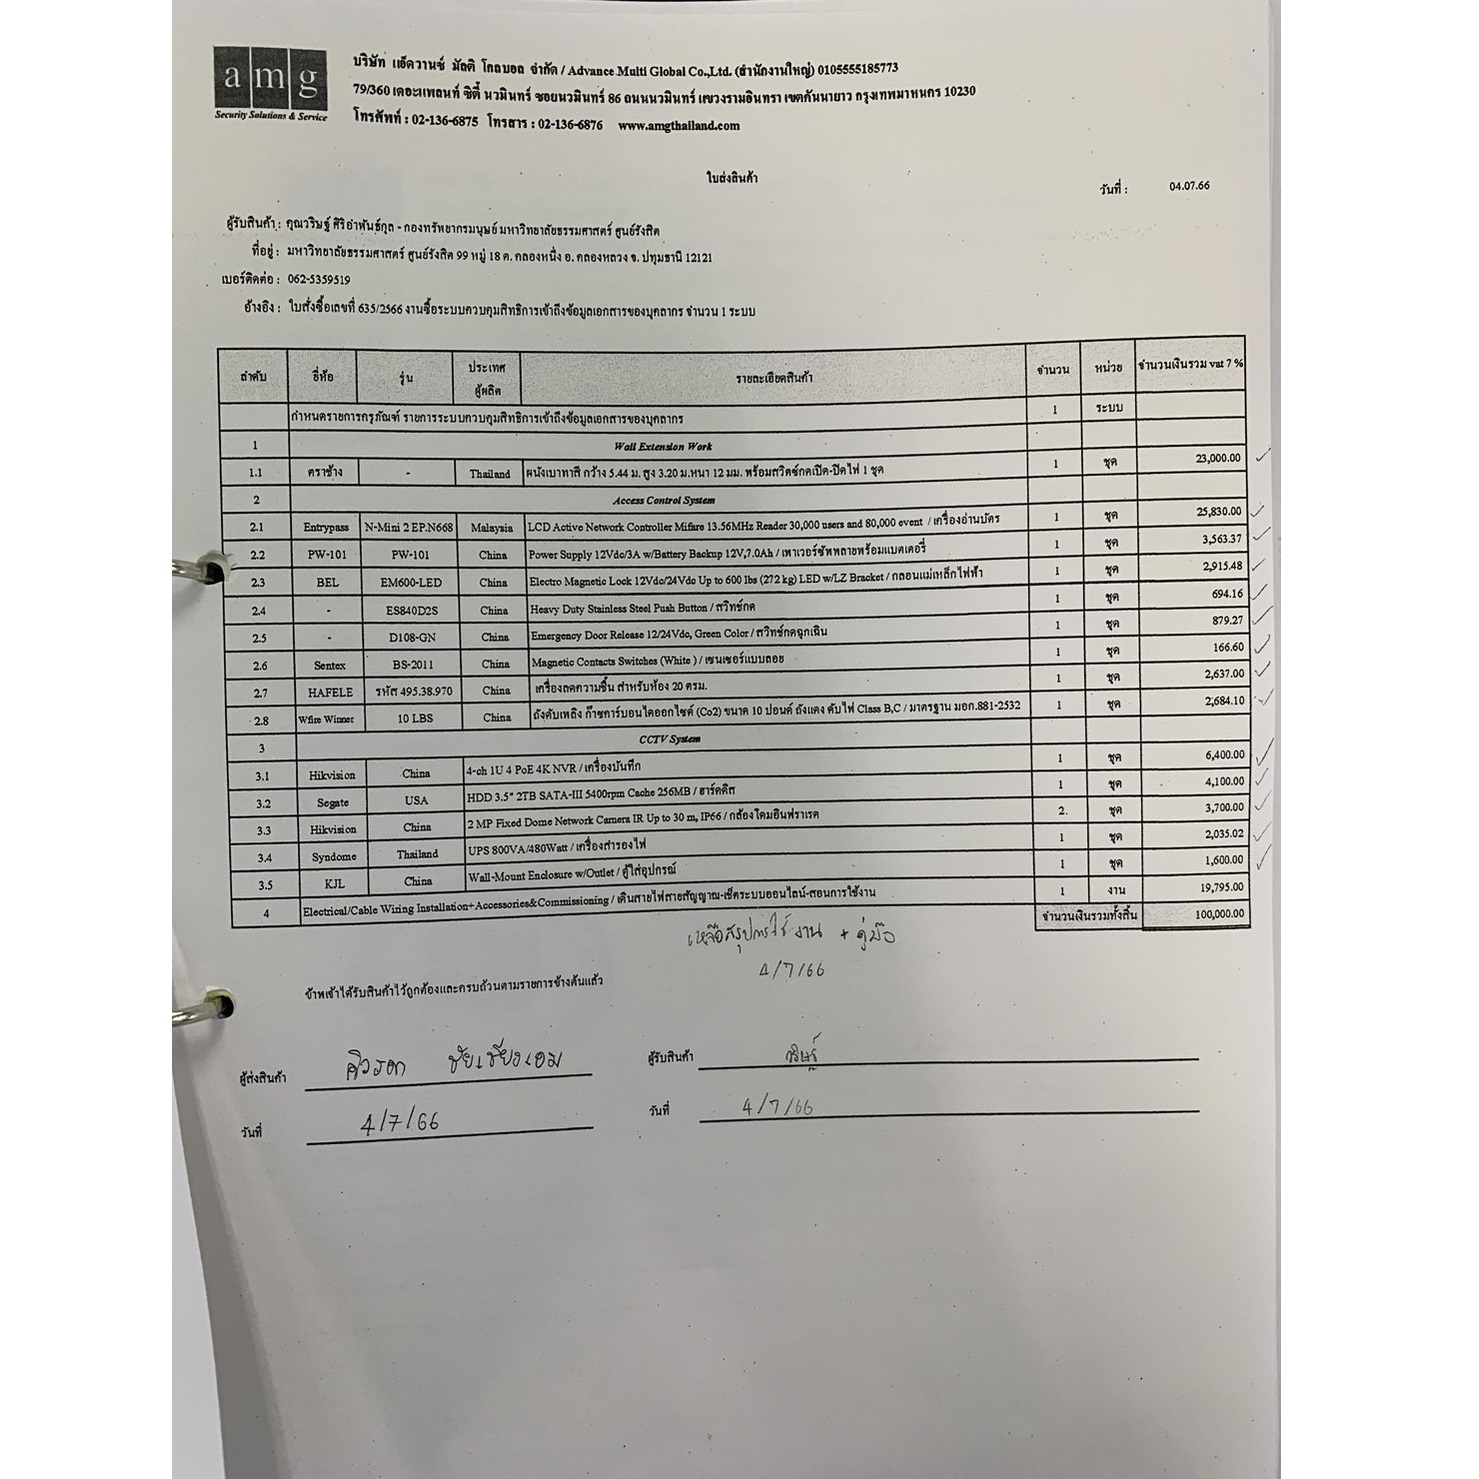 amg
Security Solutions & Service
บริษัท แอ็ดวานซ์ มัลติ โกลบอล จำกัด / Advance Multi Global Co.,Ltd. (สำนักงานใหญ่) 0105555185773
79/360 เดอะแพลนท์ ซิตี้ นวมินทร์ ซอยนวมินทร์ 86 ถนนนวมินทร์ แขวงรามอินทรา เขตคันนายาว กรุงเทพมหานคร 10230
โทรศัพท์ : 02-136-6875 โทรสาร : 02-136-6876 www.amgthailand.com
ใบส่งสินค้า
วันที่ : 04.07.66
ผู้รับสินค้า : คุณวริษฐ์ ศิริอำพันธ์กุล - กองทรัพยากรมนุษย์ มหาวิทยาลัยธรรมศาสตร์ ศูนย์รังสิต
ที่อยู่ : มหาวิทยาลัยธรรมศาสตร์ ศูนย์รังสิต 99 หมู่ 18 ต. คลองหนึ่ง อ. คลองหลวง จ. ปทุมธานี 12121
เบอร์ติดต่อ : 062-5359519
อ้างอิง : ใบสั่งซื้อเลขที่ 635/2566 งานซื้อระบบควบคุมสิทธิการเข้าถึงข้อมูลเอกสารของบุคลากร จำนวน 1 ระบบ
ลำดับ ยี่ห้อ รุ่น ประเทศผู้ผลิต รายละเอียดสินค้า จำนวน หน่วย จำนวนเงินรวม vat 7 %
กำหนดรายการครุภัณฑ์ รายการระบบควบคุมสิทธิการเข้าถึงข้อมูลเอกสารของบุคลากร 1 ระบบ
1 Wall Extension Work
1.1 ตราช้าง - Thailand ผนังเบาทาสี กว้าง 5.44 ม. สูง 3.20 ม.หนา 12 มม. พร้อมสวิตซ์กดเปิด-ปิดไฟ 1 ชุด 1 ชุด 23,000.00
2 Access Control System
2.1 Entrypass N-Mini 2 EP.N668 Malaysia LCD Active Network Controller Mifare 13.56MHz Reader 30,000 users and 80,000 event / เครื่องอ่านบัตร 1 ชุด 25,830.00
2.2 PW-101 PW-101 China Power Supply 12Vdc/3A w/Battery Backup 12V,7.0Ah / เพาเวอร์ซัพพลายพร้อมแบตเตอรี่ 1 ชุด 3,563.37
2.3 BEL EM600-LED China Electro Magnetic Lock 12Vdc/24Vdc Up to 600 lbs (272 kg) LED w/LZ Bracket / กลอนแม่เหล็กไฟฟ้า 1 ชุด 2,915.48
2.4 - ES840D2S China Heavy Duty Stainless Steel Push Button / สวิทช์กด 1 ชุด 694.16
2.5 - D108-GN China Emergency Door Release 12/24Vdc, Green Color / สวิทช์กดฉุกเฉิน 1 ชุด 879.27
2.6 Sentex BS-2011 China Magnetic Contacts Switches (White ) / เซนเซอร์แบบลอย 1 ชุด 166.60
2.7 HAFELE รหัส 495.38.970 China เครื่องลดความชื้น สำหรับห้อง 20 ตรม. 1 ชุด 2,637.00
2.8 Wfire Winner 10 LBS China ถังดับเพลิง ก๊าซคาร์บอนไดออกไซด์ (Co2) ขนาด 10 ปอนด์ ถังแดง ดับไฟ Class B,C / มาตรฐาน มอก.881-2532 1 ชุด 2,684.10
3 CCTV System
3.1 Hikvision China 4-ch 1U 4 PoE 4K NVR / เครื่องบันทึก 1 ชุด 6,400.00
3.2 Segate USA HDD 3.5" 2TB SATA-III 5400rpm Cache 256MB / ฮาร์ดดิส 1 ชุด 4,100.00
3.3 Hikvision China 2 MP Fixed Dome Network Camera IR Up to 30 m, IP66 / กล้องโดมอินฟราเรด 2. ชุด 3,700.00
3.4 Syndome Thailand UPS 800VA/480Watt / เครื่องสำรองไฟ 1 ชุด 2,035.02
3.5 KJL China Wall-Mount Enclosure w/Outlet / ตู้ใส่อุปกรณ์ 1 ชุด 1,600.00
4 Electrical/Cable Wiring Installation+Accessories&Commissioning / เดินสายไฟสายสัญญาณ-เซ็ตระบบออนไลน์-สอนการใช้งาน 1 งาน 19,795.00
จำนวนเงินรวมทั้งสิ้น 100,000.00
เหลือสรุปการใช้งาน + คู่มือ
4/7/66
ข้าพเจ้าได้รับสินค้าไว้ถูกต้องและครบถ้วนตามรายการข้างต้นแล้ว
ผู้ส่งสินค้า ผู้รับสินค้า วริษฐ์
วันที่ 4/7/66 วันที่ 4/7/66